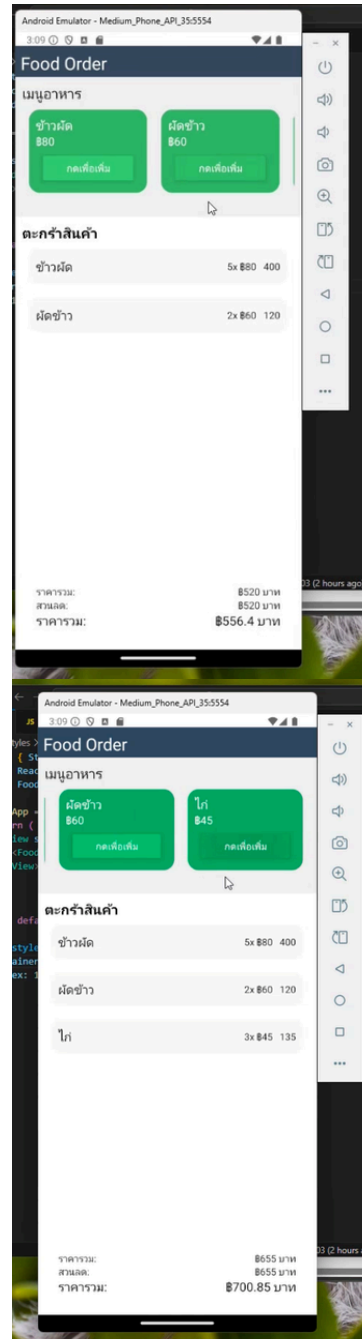 Android Emulator - Medium_Phone_API_35:5554
3:09
Food Order
เมนูอาหาร
ข้าวผัด
฿80
กดเพื่อเพิ่ม
ผัดข้าว
฿60
กดเพื่อเพิ่ม
ตะกร้าสินค้า
ข้าวผัด 5x ฿80 400
ผัดข้าว 2x ฿60 120
ราคารวม: ฿520 บาท
สวนลด: ฿520 บาท
ราคารวม: ฿556.4 บาท
03 (2 hours ago
Android Emulator - Medium_Phone_API_35:5554
JS
3:09
Food Order
เมนูอาหาร
ผัดข้าว
฿60
กดเพื่อเพิ่ม
ไก่
฿45
กดเพื่อเพิ่ม
ตะกร้าสินค้า
ข้าวผัด 5x ฿80 400
ผัดข้าว 2x ฿60 120
ไก่ 3x ฿45 135
ราคารวม: ฿655 บาท
สวนลด: ฿655 บาท
ราคารวม: ฿700.85 บาท
03 (2 hours a